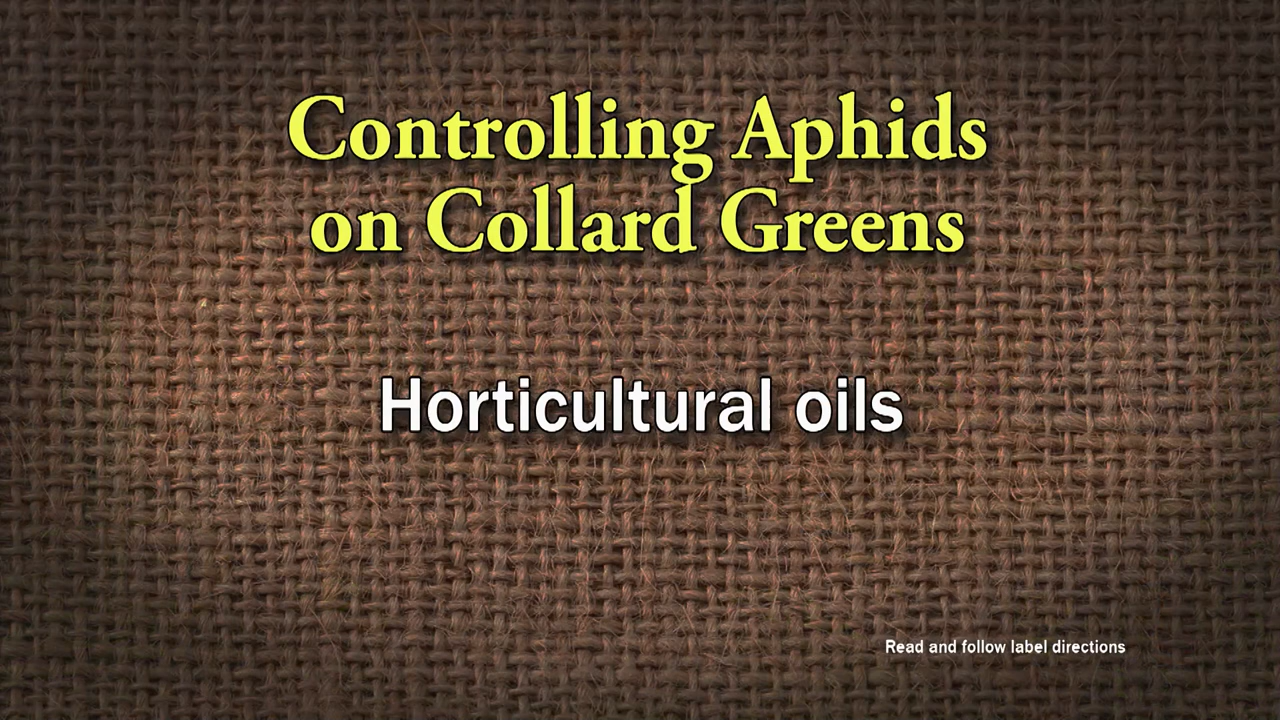 Controlling Aphids
on Collard Greens
Horticultural oils
Read and follow label directions